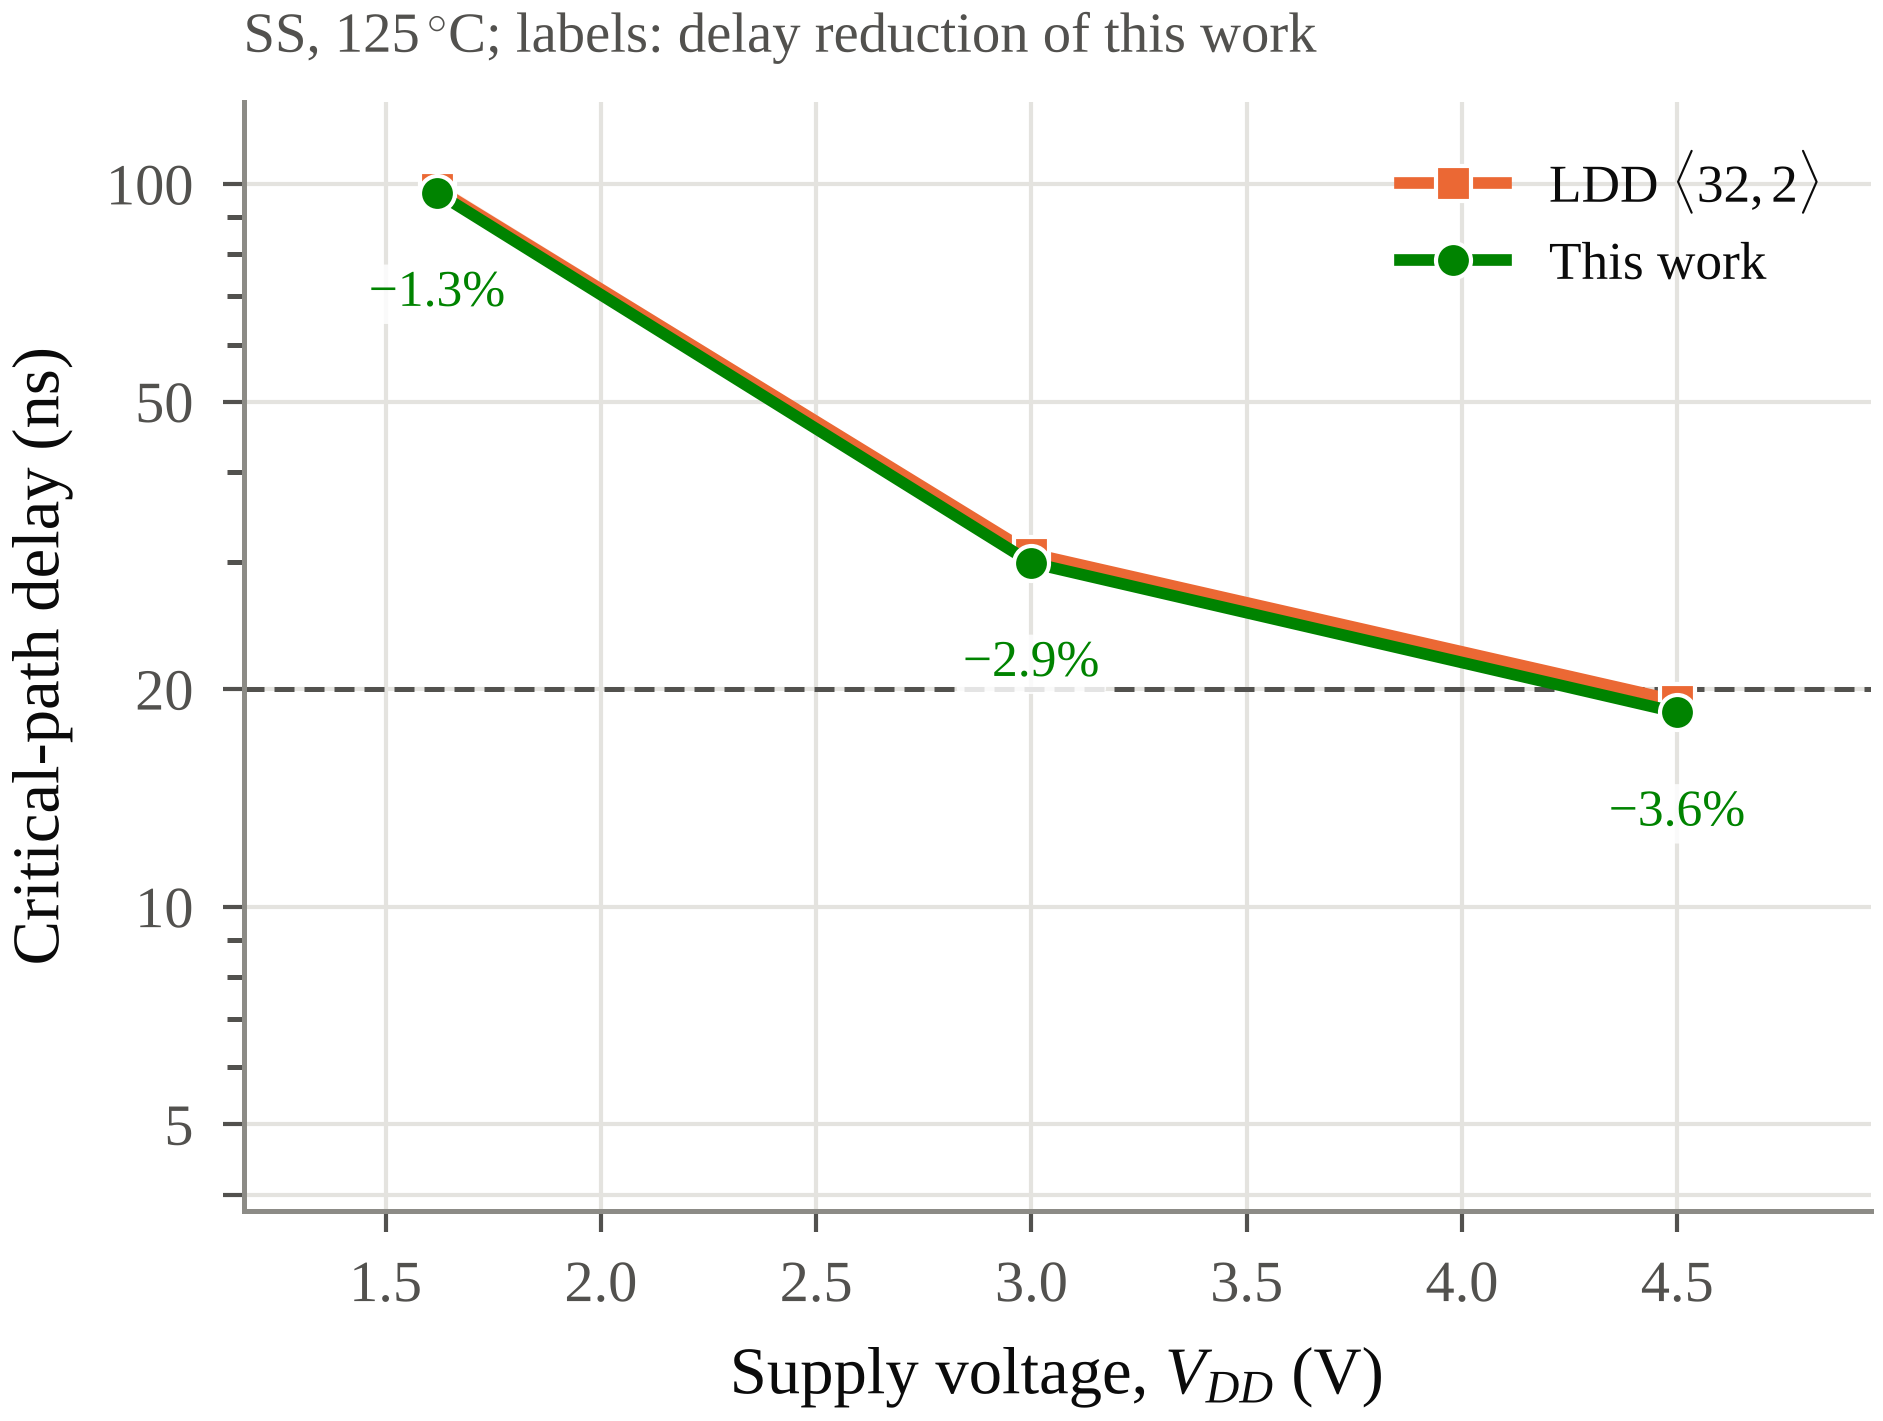 SS, 125 °C; labels: delay reduction of this work
LDD ⟨32, 2⟩
This work
Critical-path delay (ns)
100
50
20
10
5
−1.3%
−2.9%
−3.6%
1.5 2.0 2.5 3.0 3.5 4.0 4.5
Supply voltage, V_DD (V)